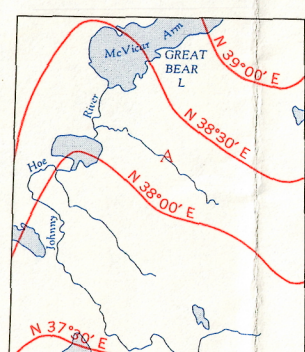 McVicar Arm
GREAT
BEAR
L
N 39°00' E
River
N 38°30' E
Hoe
N 38°00' E
Johnny
N 37°30' E